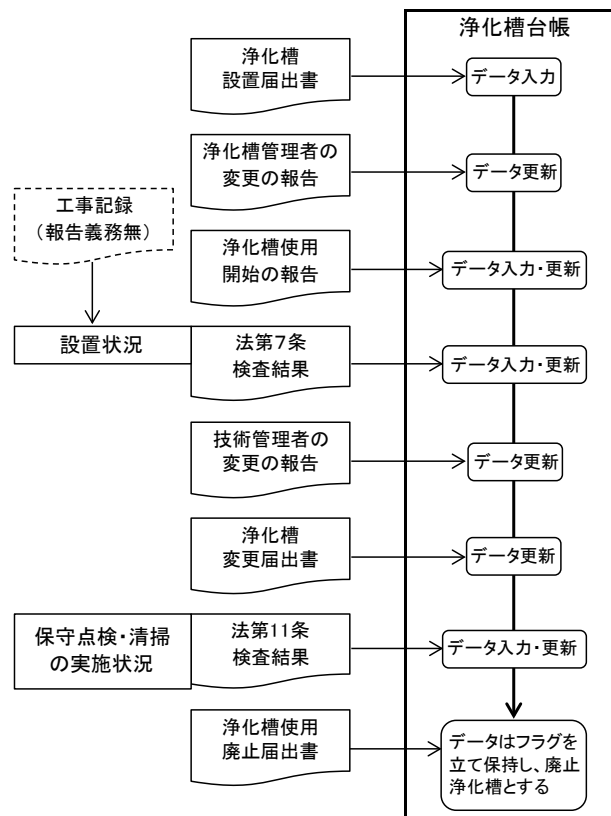 浄化槽台帳
浄化槽
設置届出書
データ入力
浄化槽管理者の
変更の報告
データ更新
工事記録
（報告義務無）
浄化槽使用
開始の報告
データ入力・更新
設置状況
法第7条
検査結果
データ入力・更新
技術管理者の
変更の報告
データ更新
浄化槽
変更届出書
データ更新
保守点検・清掃
の実施状況
法第11条
検査結果
データ入力・更新
浄化槽使用
廃止届出書
データはフラグを
立て保持し、廃止
浄化槽とする